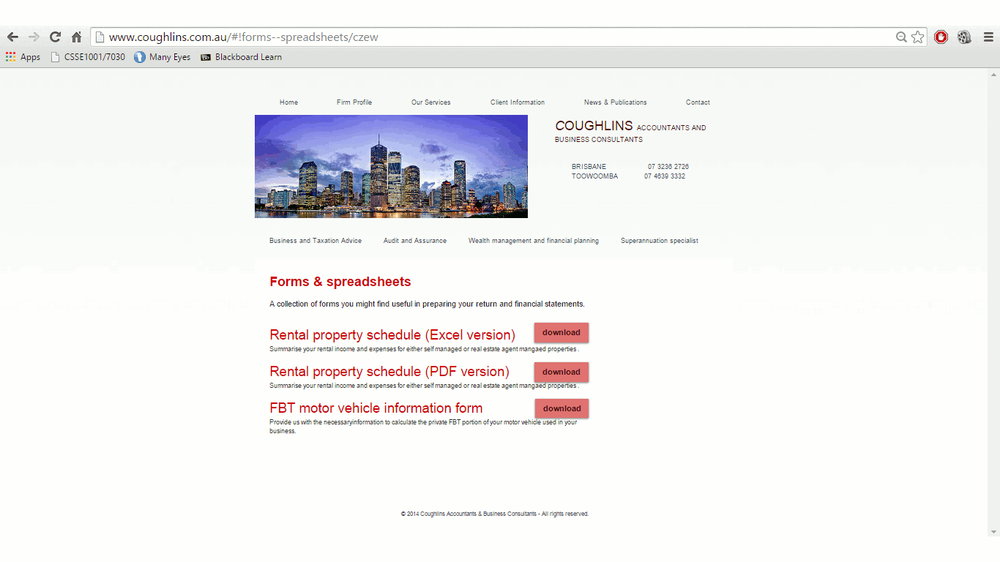 www.coughlins.com.au/#!forms--spreadsheets/czew
Apps CSSE1001/7030 Many Eyes Bb Blackboard Learn
Home Firm Profile Our Services Client Information News & Publications Contact
COUGHLINS ACCOUNTANTS AND
BUSINESS CONSULTANTS
BRISBANE 07 3236 2726
TOOWOOMBA 07 4639 3332
Business and Taxation Advice Audit and Assurance Wealth management and financial planning Superannuation specialist
Forms & spreadsheets
A collection of forms you might find useful in preparing your return and financial statements.
Rental property schedule (Excel version) download
Summarise your rental income and expenses for either self managed or real estate agent mangaed properties .
Rental property schedule (PDF version) download
Summarise your rental income and expenses for either self managed or real estate agent mangaed properties .
FBT motor vehicle information form download
Provide us with the necessaryinformation to calculate the private FBT portion of your motor vehicle used in your
business.
© 2014 Coughlins Accountants & Business Consultants - All rights reserved.